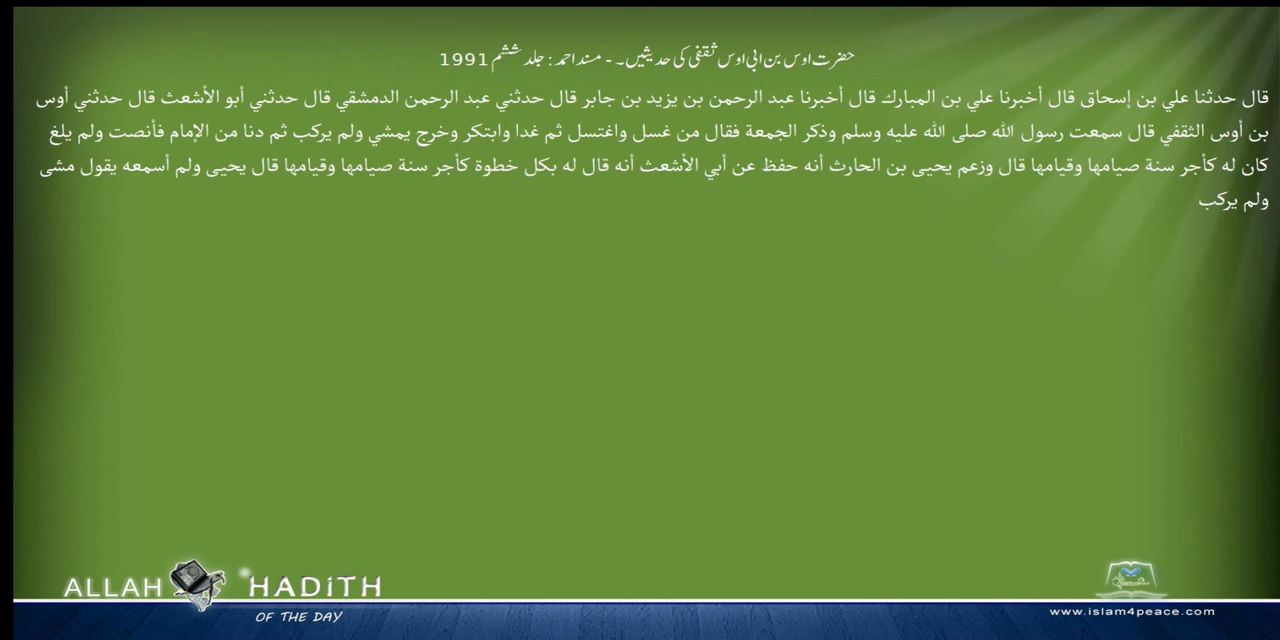 حضرت اوس بن ابی اوس ثقفی کی حدیثیں۔ - مسند احمد : جلد ششم 1991
قال حدثنا علي بن إسحاق قال أخبرنا علي بن المبارك قال أخبرنا عبد الرحمن بن يزيد بن جابر قال حدثني عبد الرحمن الدمشقي قال حدثني أبو الأشعث قال حدثني أوس
بن أوس الثقفي قال سمعت رسول الله صلى الله عليه وسلم وذكر الجمعة فقال من غسل واغتسل ثم غدا وابتكر وخرج يمشي ولم يركب ثم دنا من الإمام فأنصت ولم يلغ
كان له كأجر سنة صيامها وقيامها قال وزعم يحيى بن الحارث أنه حفظ عن أبي الأشعث أنه قال له بكل خطوة كأجر سنة صيامها وقيامها قال يحيى ولم أسمعه يقول مشى
ولم يركب
ALLAH HADITH
OF THE DAY
www.islam4peace.com